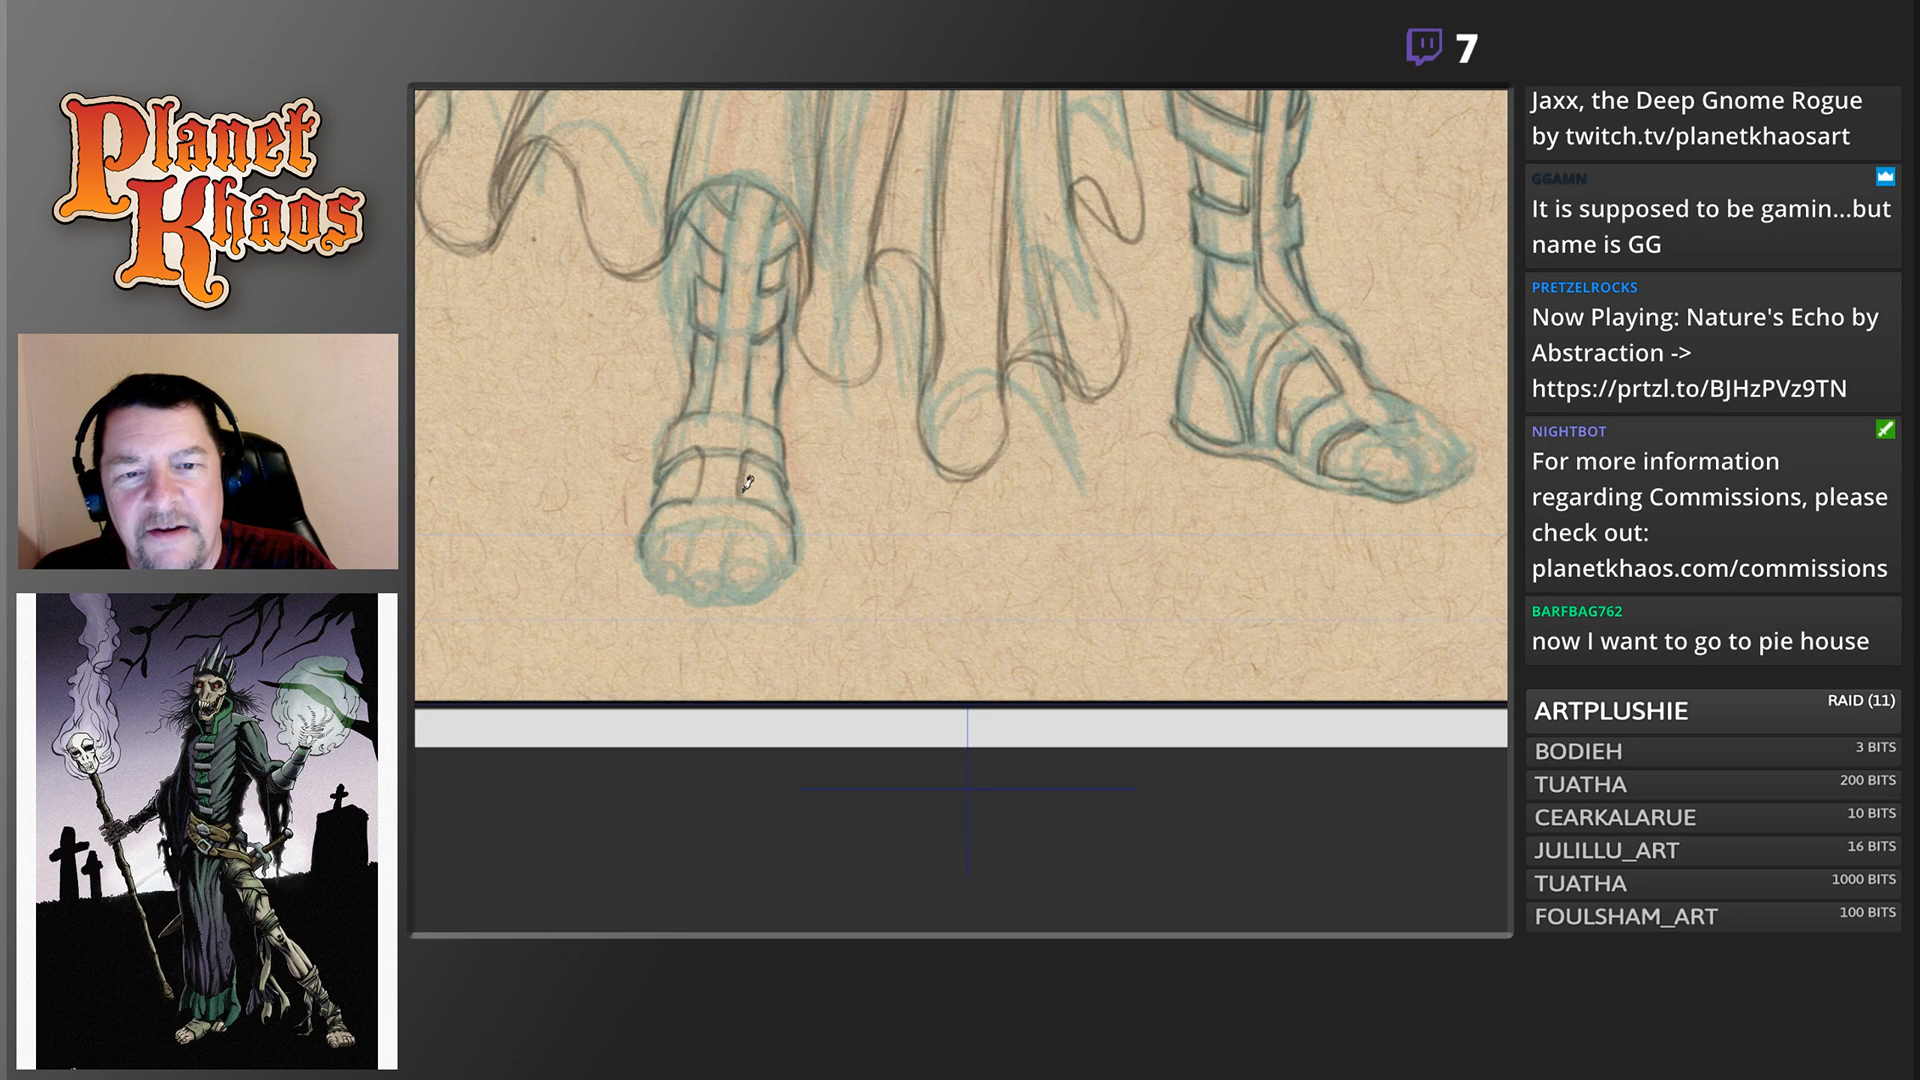 7
Planet
Khaos
Jaxx, the Deep Gnome Rogue
by twitch.tv/planetkhaosart
GGAMN
It is supposed to be gamin...but
name is GG
PRETZELROCKS
Now Playing: Nature's Echo by
Abstraction ->
https://prtzl.to/BJHzPVz9TN
NIGHTBOT
For more information
regarding Commissions, please
check out:
planetkhaos.com/commissions
BARFBAG762
now I want to go to pie house
ARTPLUSHIE RAID (11)
BODIEH 3 BITS
TUATHA 200 BITS
CEARKALARUE 10 BITS
JULILLU_ART 16 BITS
TUATHA 1000 BITS
FOULSHAM_ART 100 BITS